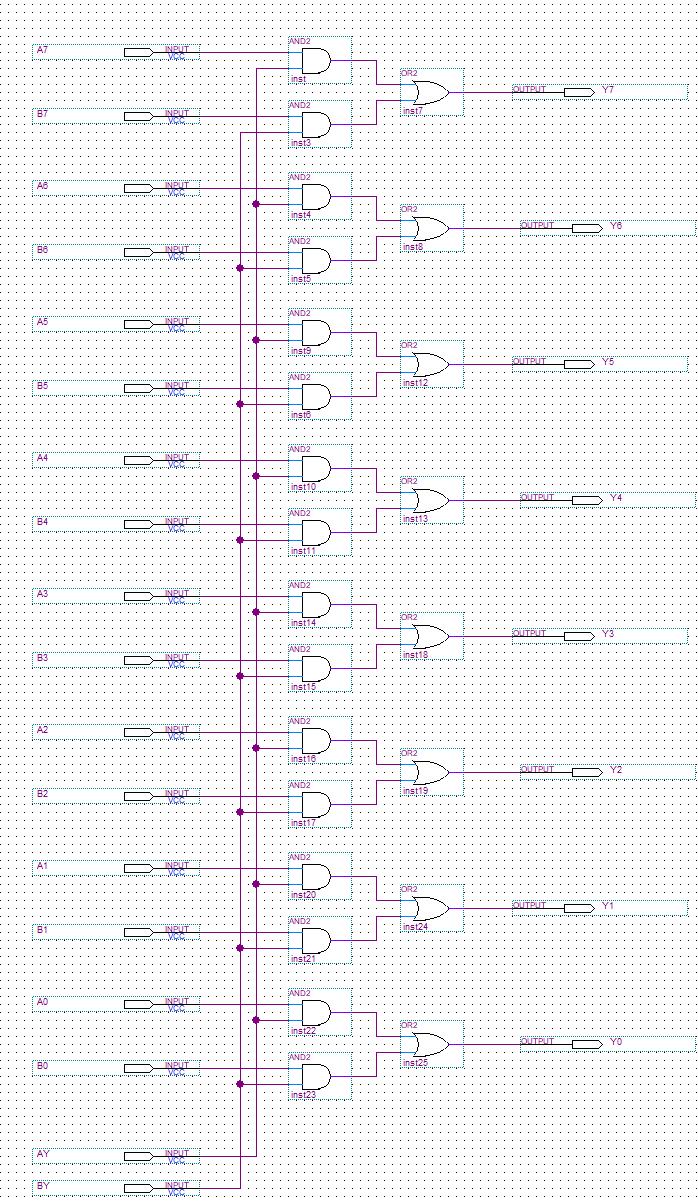 A7 INPUT VCC AND2 inst
OR2 inst7 OUTPUT Y7
B7 INPUT VCC AND2 inst3
A6 INPUT VCC AND2 inst4
OR2 inst8 OUTPUT Y6
B6 INPUT VCC AND2 inst5
A5 INPUT VCC AND2 inst9
OR2 inst12 OUTPUT Y5
B5 INPUT VCC AND2 inst6
A4 INPUT VCC AND2 inst10
OR2 inst13 OUTPUT Y4
B4 INPUT VCC AND2 inst11
A3 INPUT VCC AND2 inst14
OR2 inst18 OUTPUT Y3
B3 INPUT VCC AND2 inst15
A2 INPUT VCC AND2 inst16
OR2 inst19 OUTPUT Y2
B2 INPUT VCC AND2 inst17
A1 INPUT VCC AND2 inst20
OR2 inst24 OUTPUT Y1
B1 INPUT VCC AND2 inst21
A0 INPUT VCC AND2 inst22
OR2 inst25 OUTPUT Y0
B0 INPUT VCC AND2 inst23
AY INPUT VCC
BY INPUT VCC